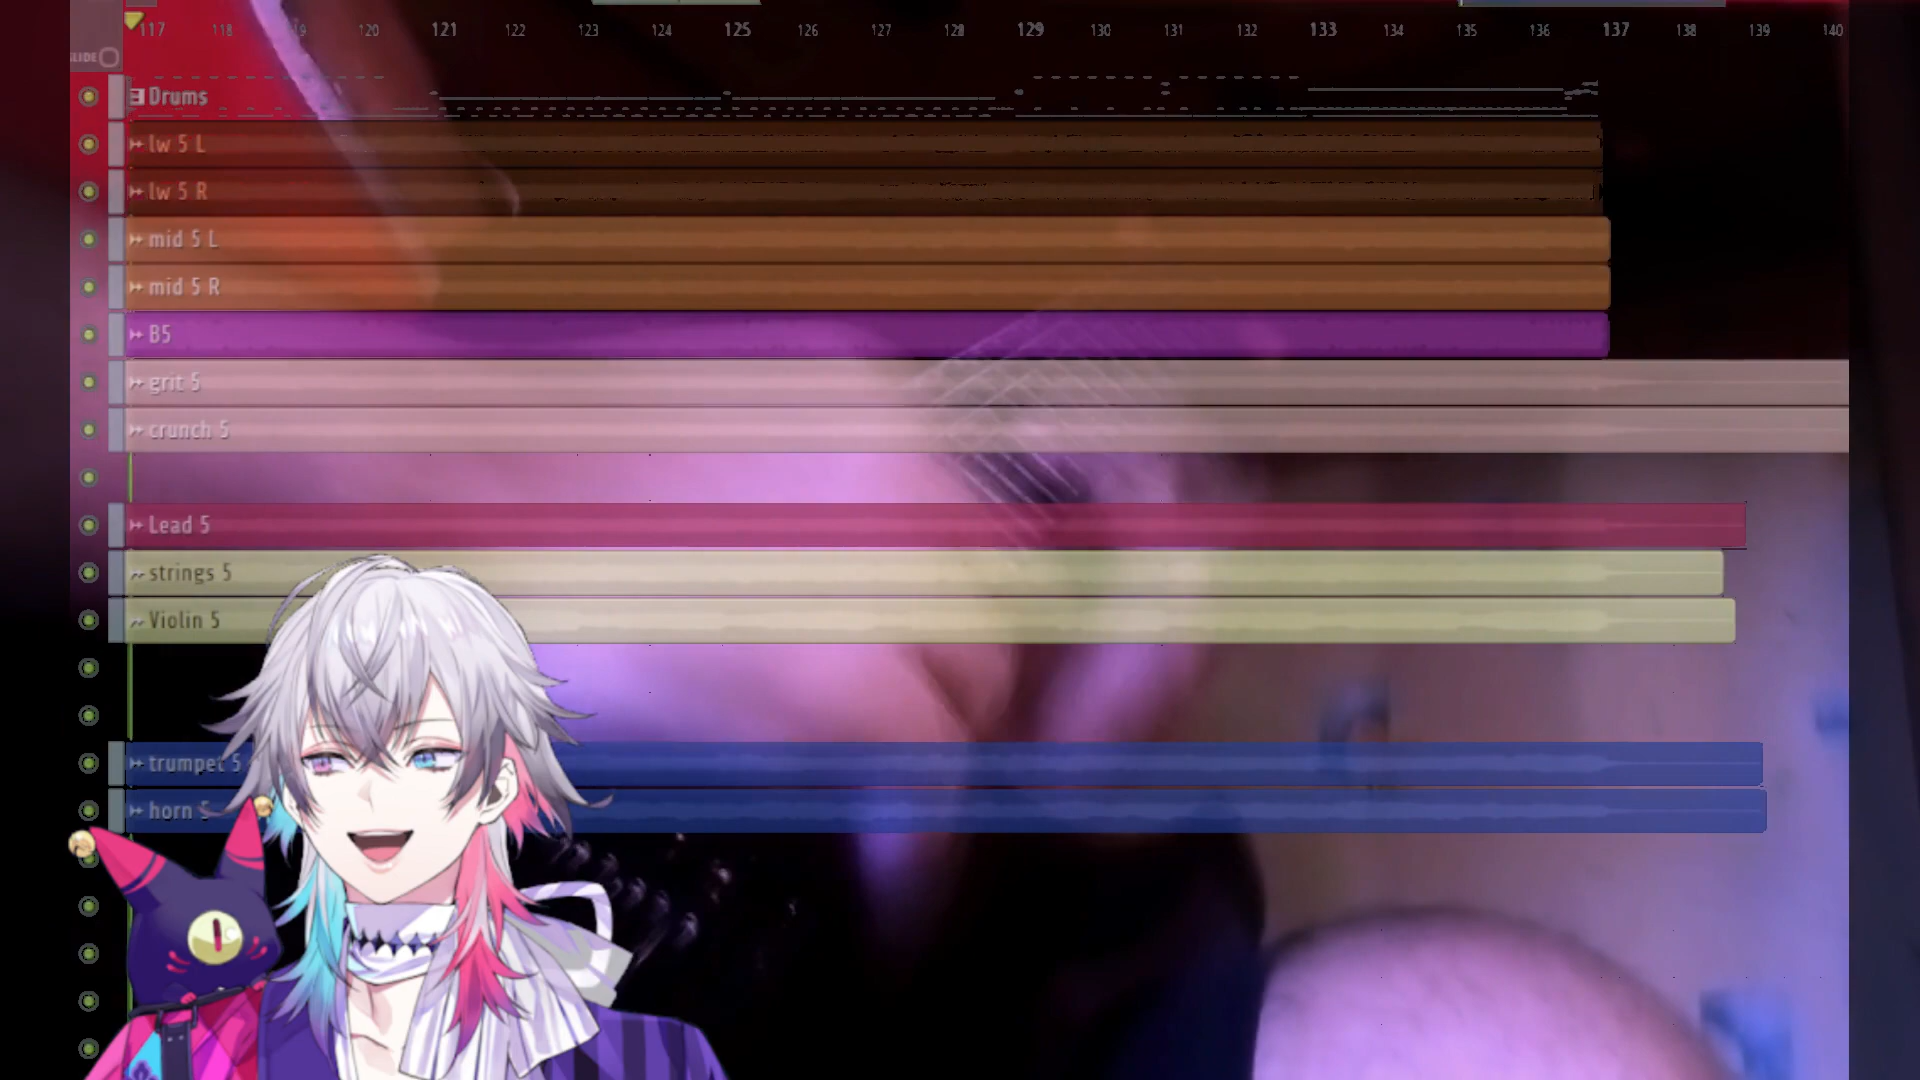 117 118 119 120 121 122 123 124 125 126 127 128 129 130 131 132 133 134 135 136 137 138 139 140
SLIDE
Drums
lw 5 L
lw 5 R
mid 5 L
mid 5 R
B5
grit 5
crunch 5
Lead 5
strings 5
Violin 5
trumpet 5
horn 5